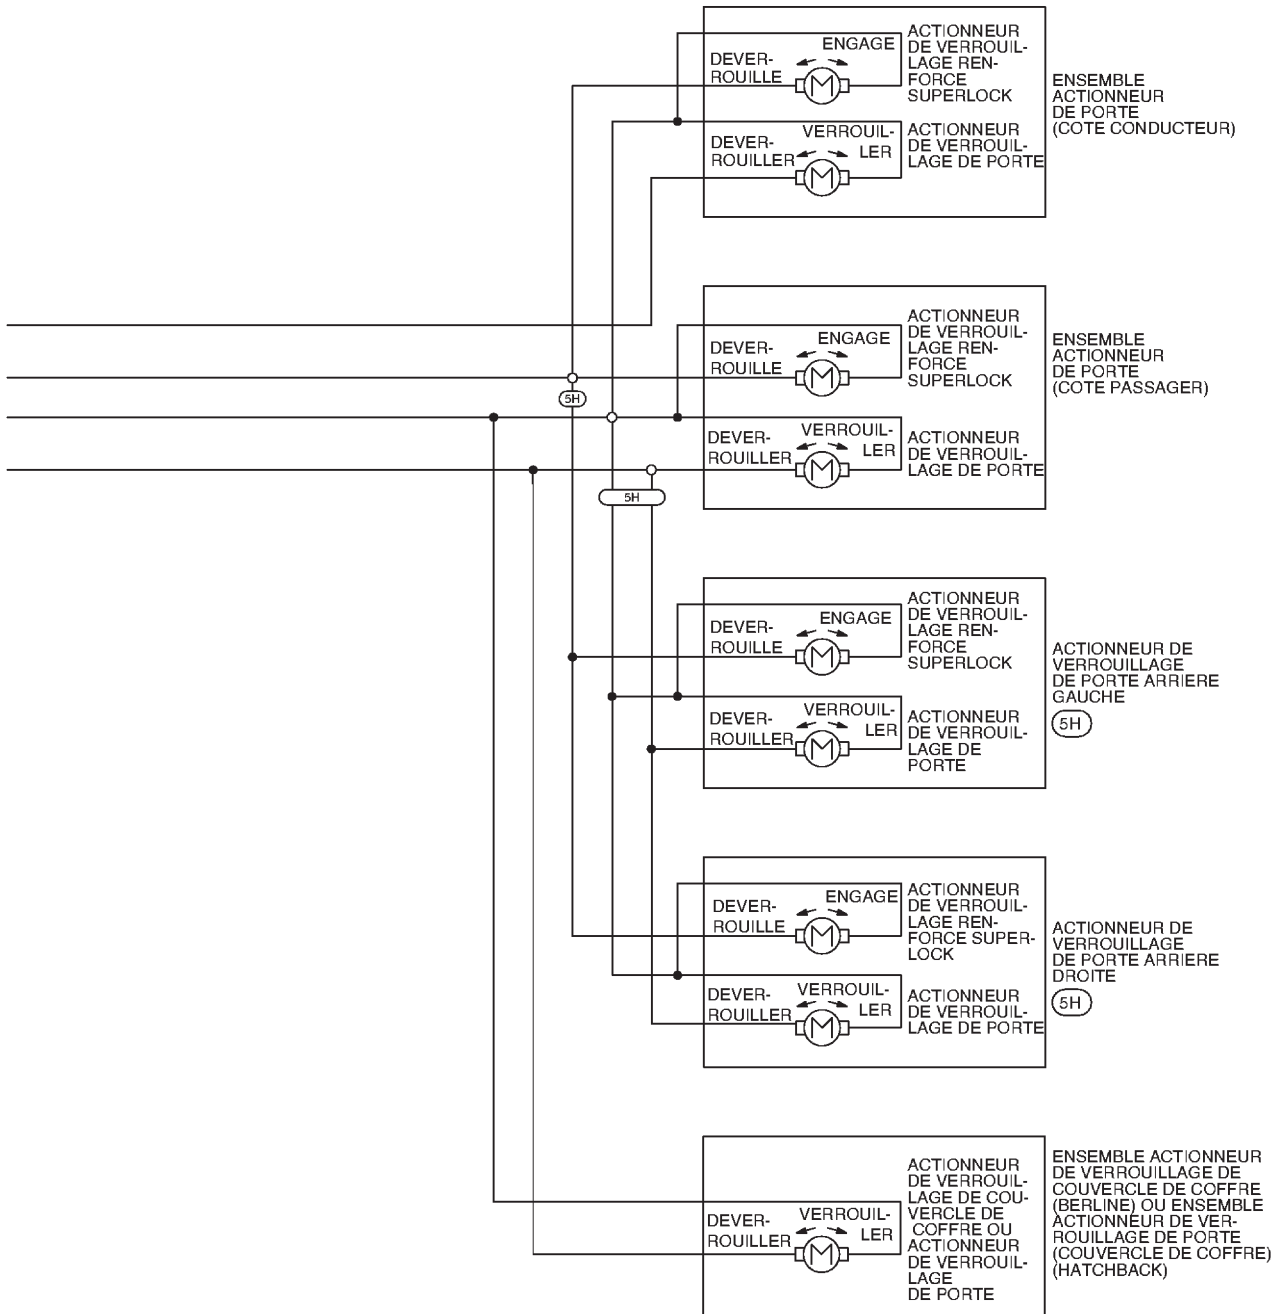 ACTIONNEUR
DE VERROUIL-
LAGE REN-
FORCE
SUPERLOCK
ENGAGE
DEVER-
ROUILLE
M
VERROUIL-
LER
DEVER-
ROUILLER
M
ACTIONNEUR
DE VERROUIL-
LAGE DE PORTE
ENSEMBLE
ACTIONNEUR
DE PORTE
(COTE CONDUCTEUR)
ACTIONNEUR
DE VERROUIL-
LAGE REN-
FORCE
SUPERLOCK
ENGAGE
DEVER-
ROUILLE
M
5H
VERROUIL-
LER
DEVER-
ROUILLER
M
ACTIONNEUR
DE VERROUIL-
LAGE DE PORTE
ENSEMBLE
ACTIONNEUR
DE PORTE
(COTE PASSAGER)
5H
ACTIONNEUR
DE VERROUIL-
LAGE REN-
FORCE
SUPERLOCK
ENGAGE
DEVER-
ROUILLE
M
VERROUIL-
LER
DEVER-
ROUILLER
M
ACTIONNEUR
DE VERROUIL-
LAGE DE
PORTE
ACTIONNEUR DE
VERROUILLAGE
DE PORTE ARRIERE
GAUCHE
5H
ACTIONNEUR
DE VERROUIL-
LAGE REN-
FORCE SUPER-
LOCK
ENGAGE
DEVER-
ROUILLE
M
VERROUIL-
LER
DEVER-
ROUILLER
M
ACTIONNEUR
DE VERROUIL-
LAGE DE PORTE
ACTIONNEUR DE
VERROUILLAGE
DE PORTE ARRIERE
DROITE
5H
ACTIONNEUR
DE VERROUIL-
LAGE DE COU-
VERCLE DE
COFFRE OU
ACTIONNEUR
DE VERROUIL-
LAGE
DE PORTE
VERROUIL-
LER
DEVER-
ROUILLER
M
ENSEMBLE ACTIONNEUR
DE VERROUILLAGE DE
COUVERCLE DE COFFRE
(BERLINE) OU ENSEMBLE
ACTIONNEUR DE VER-
ROUILLAGE DE PORTE
(COUVERCLE DE COFFRE)
(HATCHBACK)